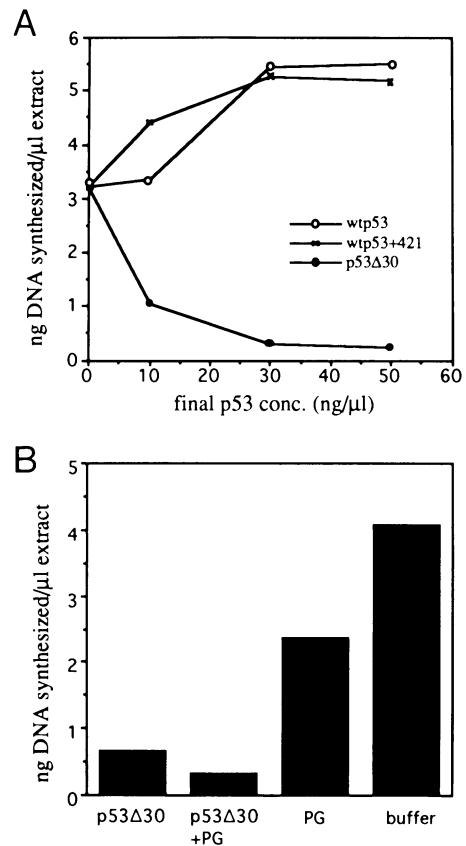 A
6
5
4
3
2
1
0
ng DNA synthesized/µl extract
wtp53
wtp53+421
p53Δ30
0 10 20 30 40 50 60
final p53 conc. (ng/µl)
B
5
4
3
2
1
0
ng DNA synthesized/µl extract
p53Δ30 p53Δ30 PG buffer
+PG